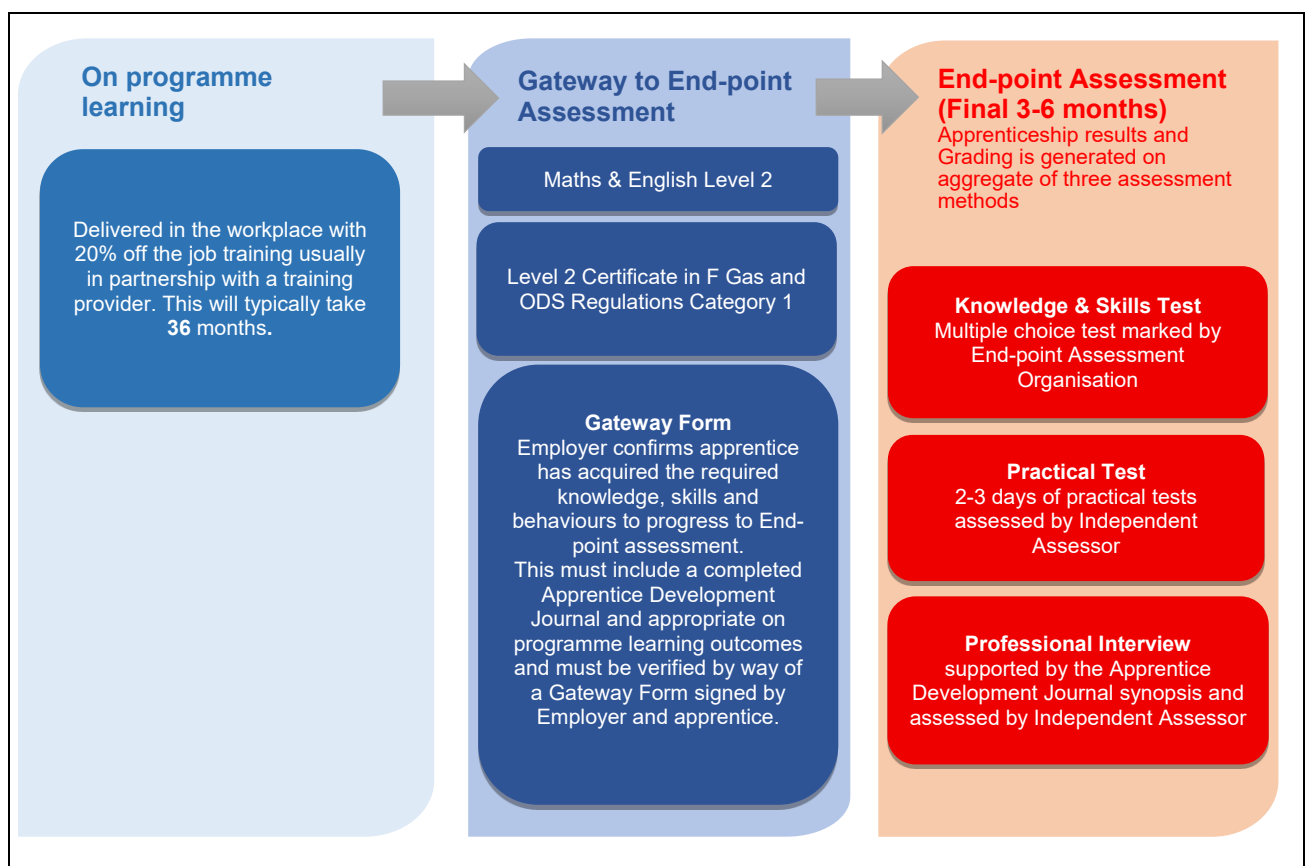 On programme
learning
Delivered in the workplace with
20% off the job training usually
in partnership with a training
provider. This will typically take
36 months.
Gateway to End-point
Assessment
Maths & English Level 2
Level 2 Certificate in F Gas and
ODS Regulations Category 1
Gateway Form
Employer confirms apprentice
has acquired the required
knowledge, skills and
behaviours to progress to End-
point assessment.
This must include a completed
Apprentice Development
Journal and appropriate on
programme learning outcomes
and must be verified by way of
a Gateway Form signed by
Employer and apprentice.
End-point Assessment
(Final 3-6 months)
Apprenticeship results and
Grading is generated on
aggregate of three assessment
methods
Knowledge & Skills Test
Multiple choice test marked by
End-point Assessment
Organisation
Practical Test
2-3 days of practical tests
assessed by Independent
Assessor
Professional Interview
supported by the Apprentice
Development Journal synopsis and
assessed by Independent Assessor